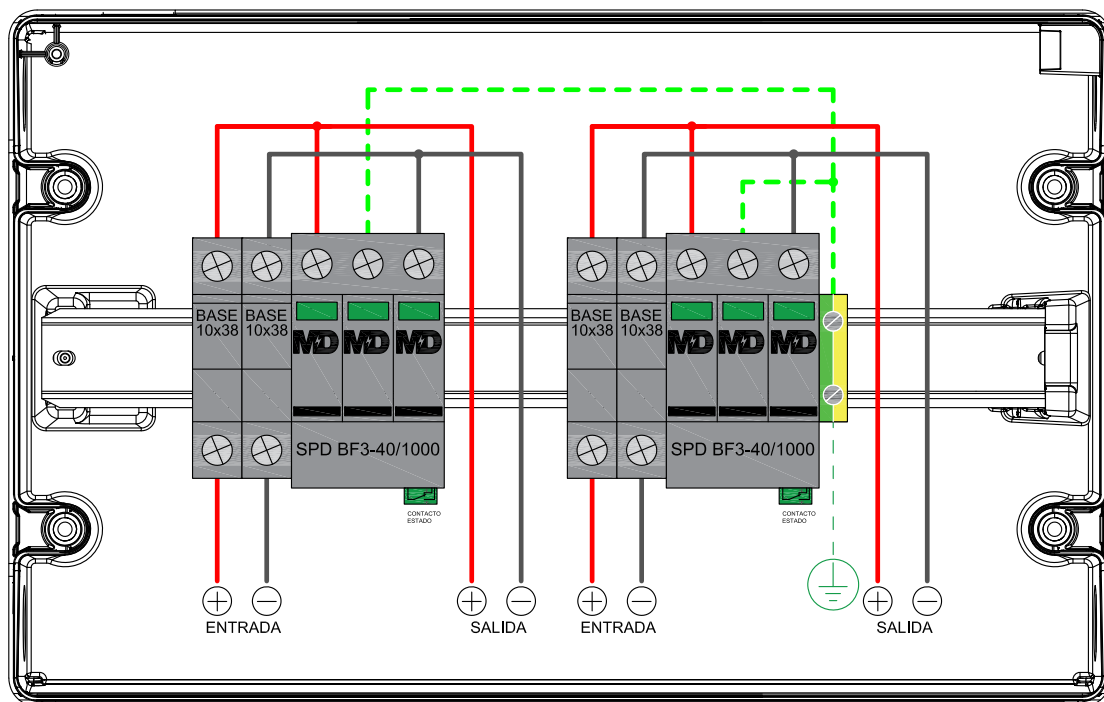 BASE 10x38
BASE 10x38
MD
MD
MD
SPD BF3-40/1000
CONTACTO
ESTADO
BASE 10x38
BASE 10x38
MD
MD
MD
SPD BF3-40/1000
CONTACTO
ESTADO
+ −
ENTRADA
+ −
SALIDA
+ −
ENTRADA
+ −
SALIDA